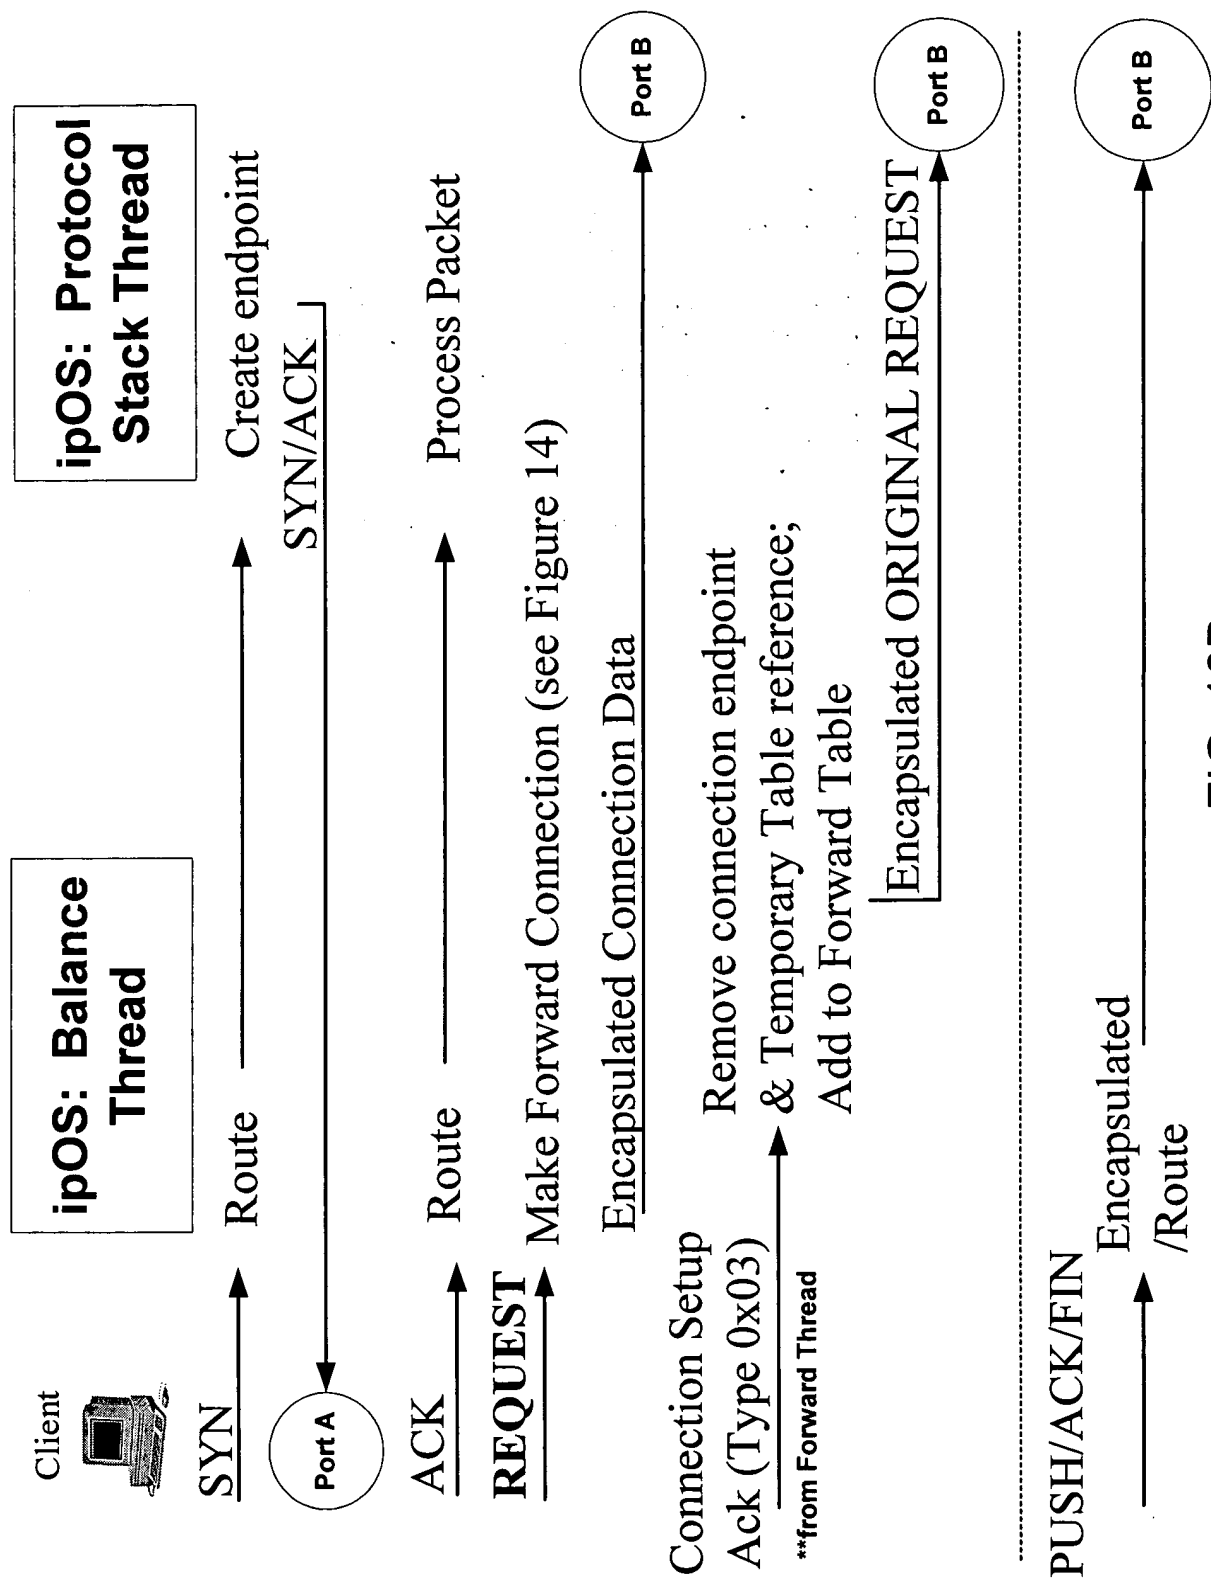 Client
ipOS: Balance
Thread
ipOS: Protocol
Stack Thread
SYN
Route
Create endpoint
SYN/ACK
Port A
ACK
Route
Process Packet
REQUEST
Make Forward Connection (see Figure 14)
Encapsulated Connection Data
Port B
Connection Setup
Ack (Type 0x03)
**from Forward Thread
Remove connection endpoint
& Temporary Table reference;
Add to Forward Table
Encapsulated ORIGINAL REQUEST
Port B
PUSH/ACK/FIN
Encapsulated
/Route
Port B